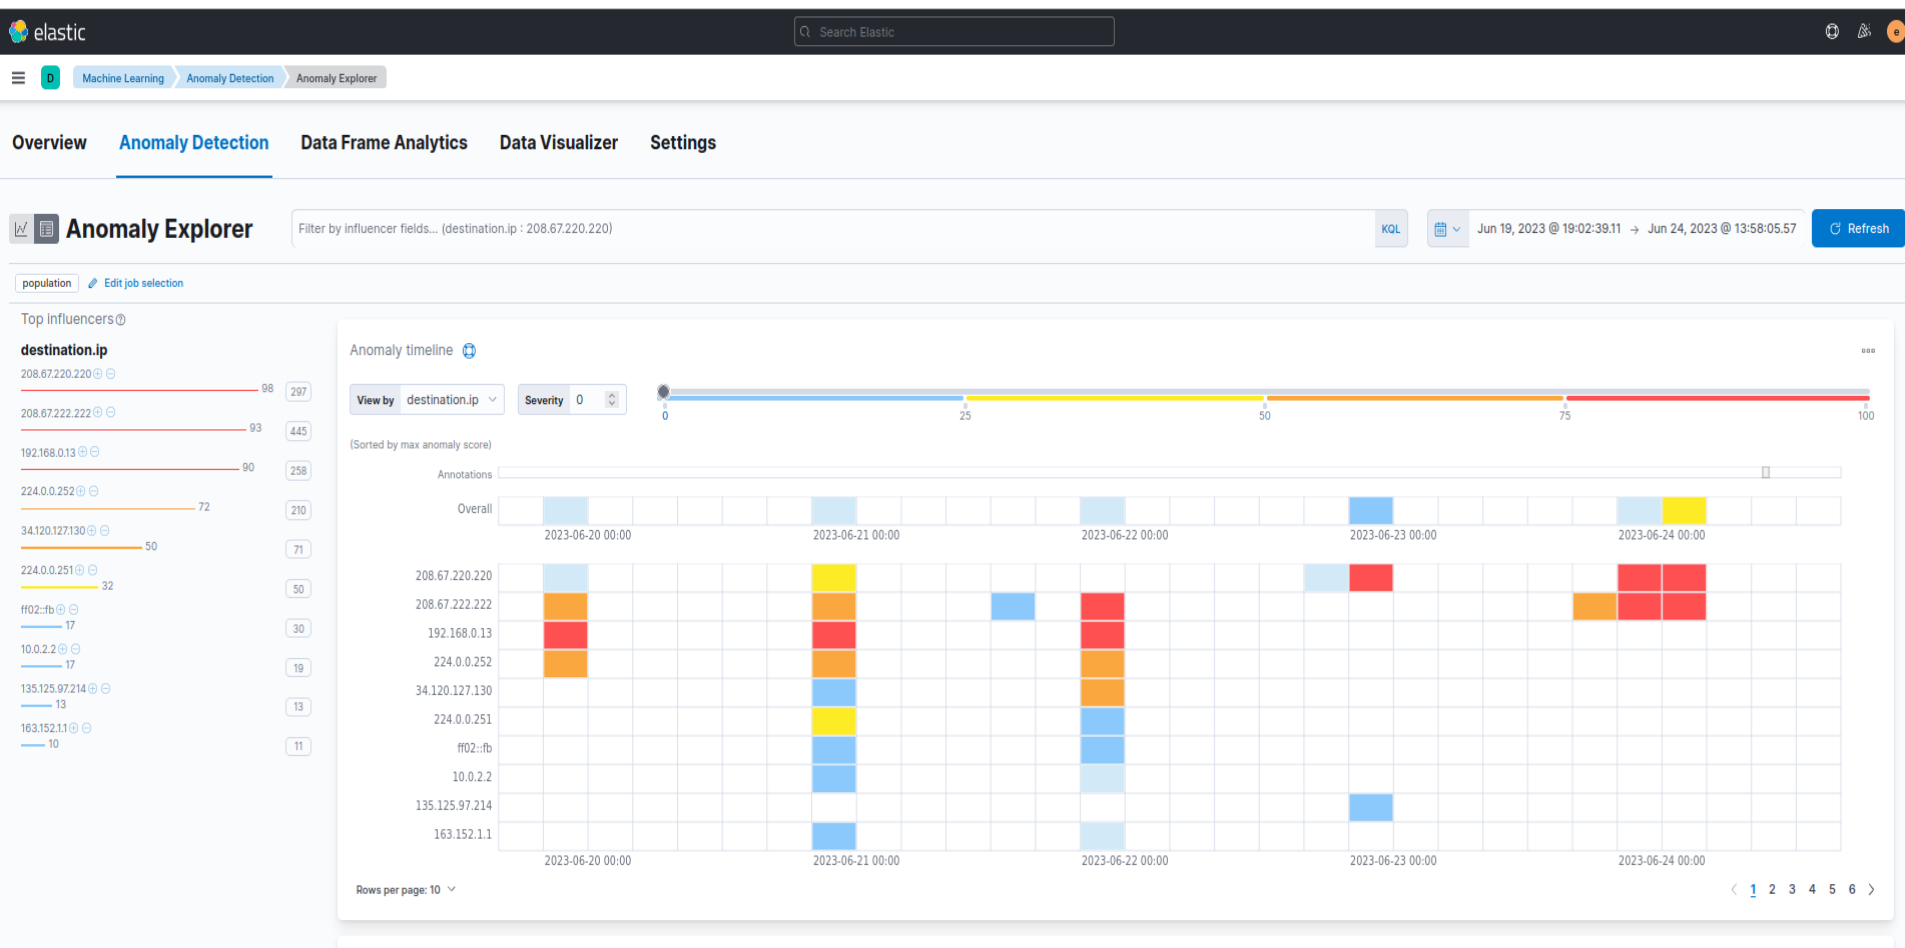 elastic
Search Elastic
e
D
Machine Learning
Anomaly Detection
Anomaly Explorer
Overview
Anomaly Detection
Data Frame Analytics
Data Visualizer
Settings
Anomaly Explorer
Filter by influencer fields... (destination.ip : 208.67.220.220)
KQL
Jun 19, 2023 @ 19:02:39.11 → Jun 24, 2023 @ 13:58:05.57
Refresh
population
Edit job selection
Top influencers
destination.ip
208.67.220.220
98
297
208.67.222.222
93
445
192.168.0.13
90
258
224.0.0.252
72
210
34.120.127.130
50
71
224.0.0.251
32
50
ff02::fb
17
30
10.0.2.2
17
19
135.125.97.214
13
13
163.152.1.1
10
11
Anomaly timeline
View by destination.ip
Severity 0
0 25 50 75 100
(Sorted by max anomaly score)
Annotations
Overall
2023-06-20 00:00 2023-06-21 00:00 2023-06-22 00:00 2023-06-23 00:00 2023-06-24 00:00
208.67.220.220
208.67.222.222
192.168.0.13
224.0.0.252
34.120.127.130
224.0.0.251
ff02::fb
10.0.2.2
135.125.97.214
163.152.1.1
2023-06-20 00:00 2023-06-21 00:00 2023-06-22 00:00 2023-06-23 00:00 2023-06-24 00:00
Rows per page: 10
1 2 3 4 5 6